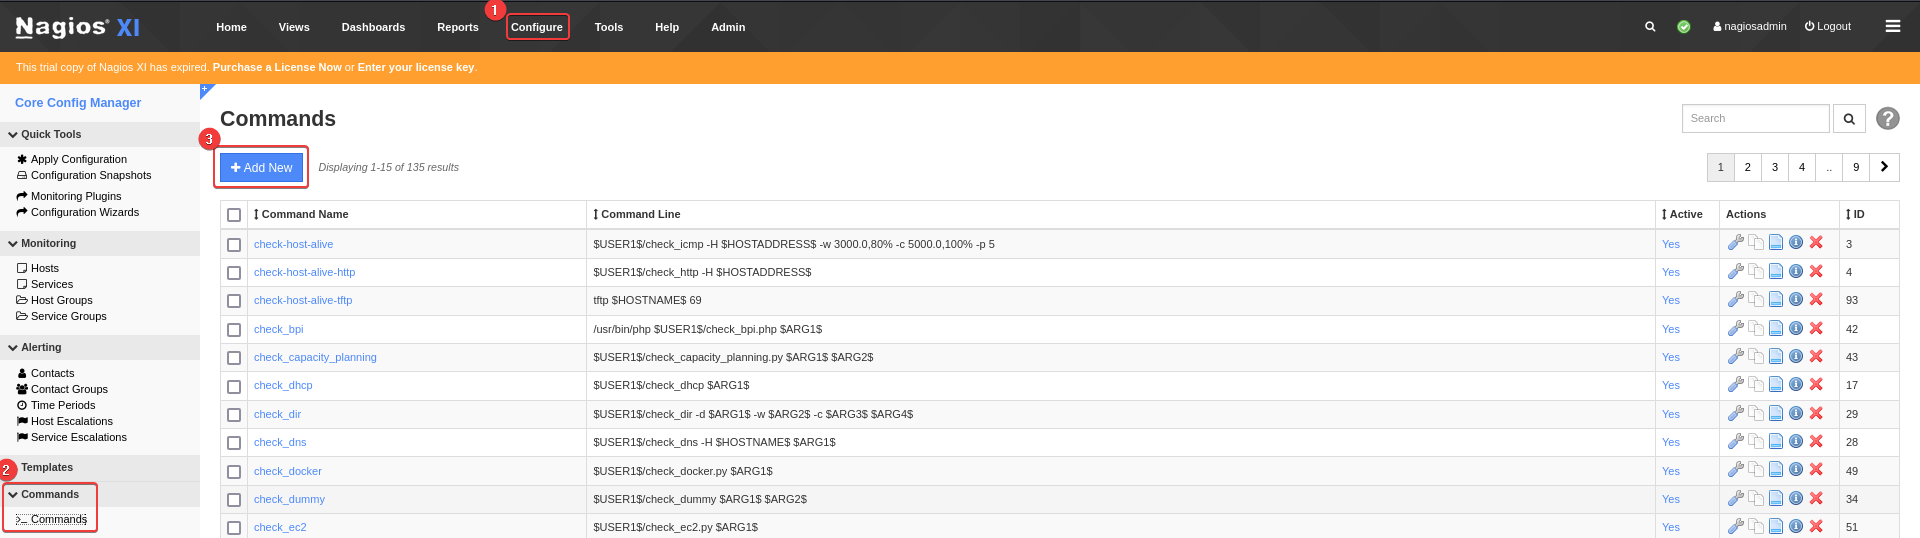 1
Nagios XI Home Views Dashboards Reports Configure Tools Help Admin nagiosadmin Logout
This trial copy of Nagios XI has expired. Purchase a License Now or Enter your license key.
Core Config Manager
Quick Tools
Apply Configuration
Configuration Snapshots
Monitoring Plugins
Configuration Wizards
Monitoring
Hosts
Services
Host Groups
Service Groups
Alerting
Contacts
Contact Groups
Time Periods
Host Escalations
Service Escalations
Templates
2
Commands
>_ Commands
+
Commands
Search
?
3
+ Add New
Displaying 1-15 of 135 results
1 2 3 4 .. 9
Command Name Command Line Active Actions ID
check-host-alive $USER1$/check_icmp -H $HOSTADDRESS$ -w 3000.0,80% -c 5000.0,100% -p 5 Yes 3
check-host-alive-http $USER1$/check_http -H $HOSTADDRESS$ Yes 4
check-host-alive-tftp tftp $HOSTNAME$ 69 Yes 93
check_bpi /usr/bin/php $USER1$/check_bpi.php $ARG1$ Yes 42
check_capacity_planning $USER1$/check_capacity_planning.py $ARG1$ $ARG2$ Yes 43
check_dhcp $USER1$/check_dhcp $ARG1$ Yes 17
check_dir $USER1$/check_dir -d $ARG1$ -w $ARG2$ -c $ARG3$ $ARG4$ Yes 29
check_dns $USER1$/check_dns -H $HOSTNAME$ $ARG1$ Yes 28
check_docker $USER1$/check_docker.py $ARG1$ Yes 49
check_dummy $USER1$/check_dummy $ARG1$ $ARG2$ Yes 34
check_ec2 $USER1$/check_ec2.py $ARG1$ Yes 51